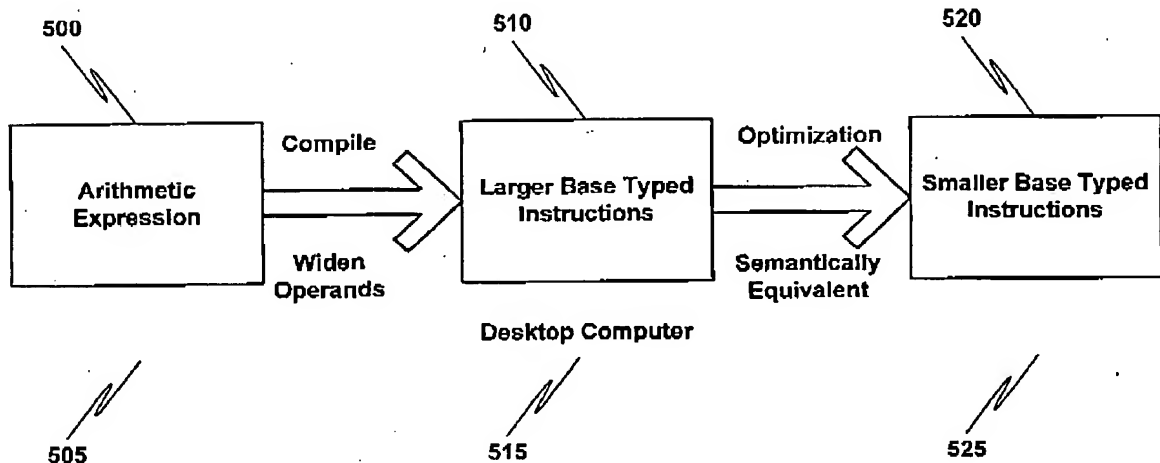 500
510
520
Arithmetic
Expression
Compile
Widen
Operands
Larger Base Typed
Instructions
Optimization
Semantically
Equivalent
Smaller Base Typed
Instructions
Desktop Computer
505
515
525